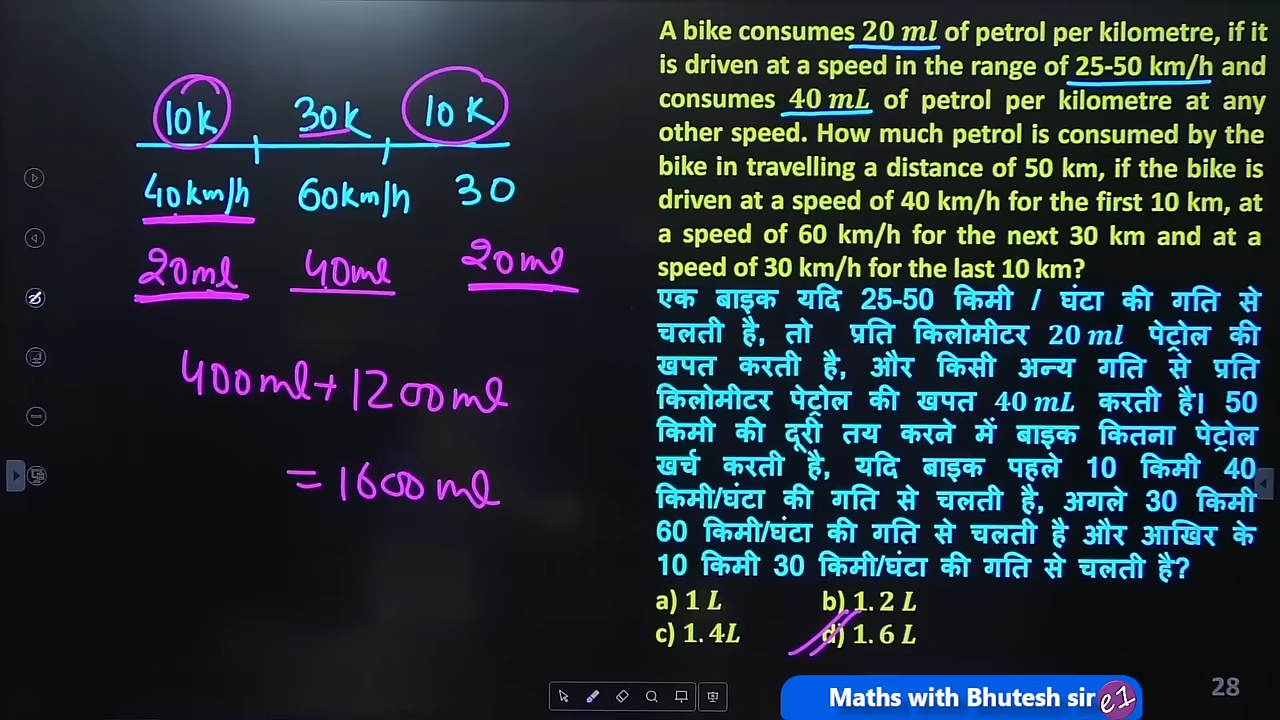 10k 30k 10k
40km/h 60km/h 30
20ml 40ml 20ml
400ml+1200ml
=1600ml
A bike consumes 20 ml of petrol per kilometre, if it
is driven at a speed in the range of 25-50 km/h and
consumes 40 mL of petrol per kilometre at any
other speed. How much petrol is consumed by the
bike in travelling a distance of 50 km, if the bike is
driven at a speed of 40 km/h for the first 10 km, at
a speed of 60 km/h for the next 30 km and at a
speed of 30 km/h for the last 10 km?
एक बाइक यदि 25-50 किमी / घंटा की गति से
चलती है, तो प्रति किलोमीटर 20 ml पेट्रोल की
खपत करती है, और किसी अन्य गति से प्रति
किलोमीटर पेट्रोल की खपत 40 mL करती है। 50
किमी की दूरी तय करने में बाइक कितना पेट्रोल
खर्च करती है, यदि बाइक पहले 10 किमी 40
किमी/घंटा की गति से चलती है, अगले 30 किमी
60 किमी/घंटा की गति से चलती है और आखिर के
10 किमी 30 किमी/घंटा की गति से चलती है?
a) 1 L b) 1.2 L
c) 1.4L d) 1.6 L
Maths with Bhutesh sir e1
28